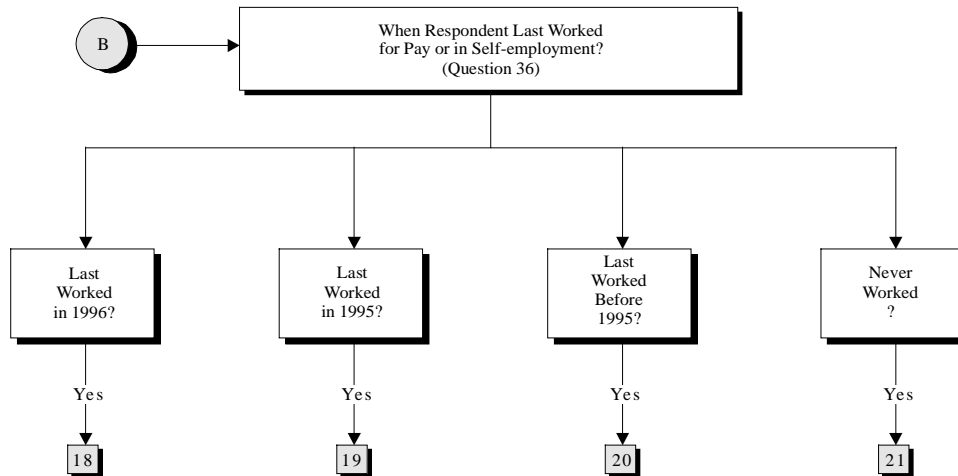 B
When Respondent Last Worked
for Pay or in Self-employment?
(Question 36)
Last
Worked
in 1996?
Last
Worked
in 1995?
Last
Worked
Before
1995?
Never
Worked
?
Yes
Yes
Yes
Yes
18
19
20
21